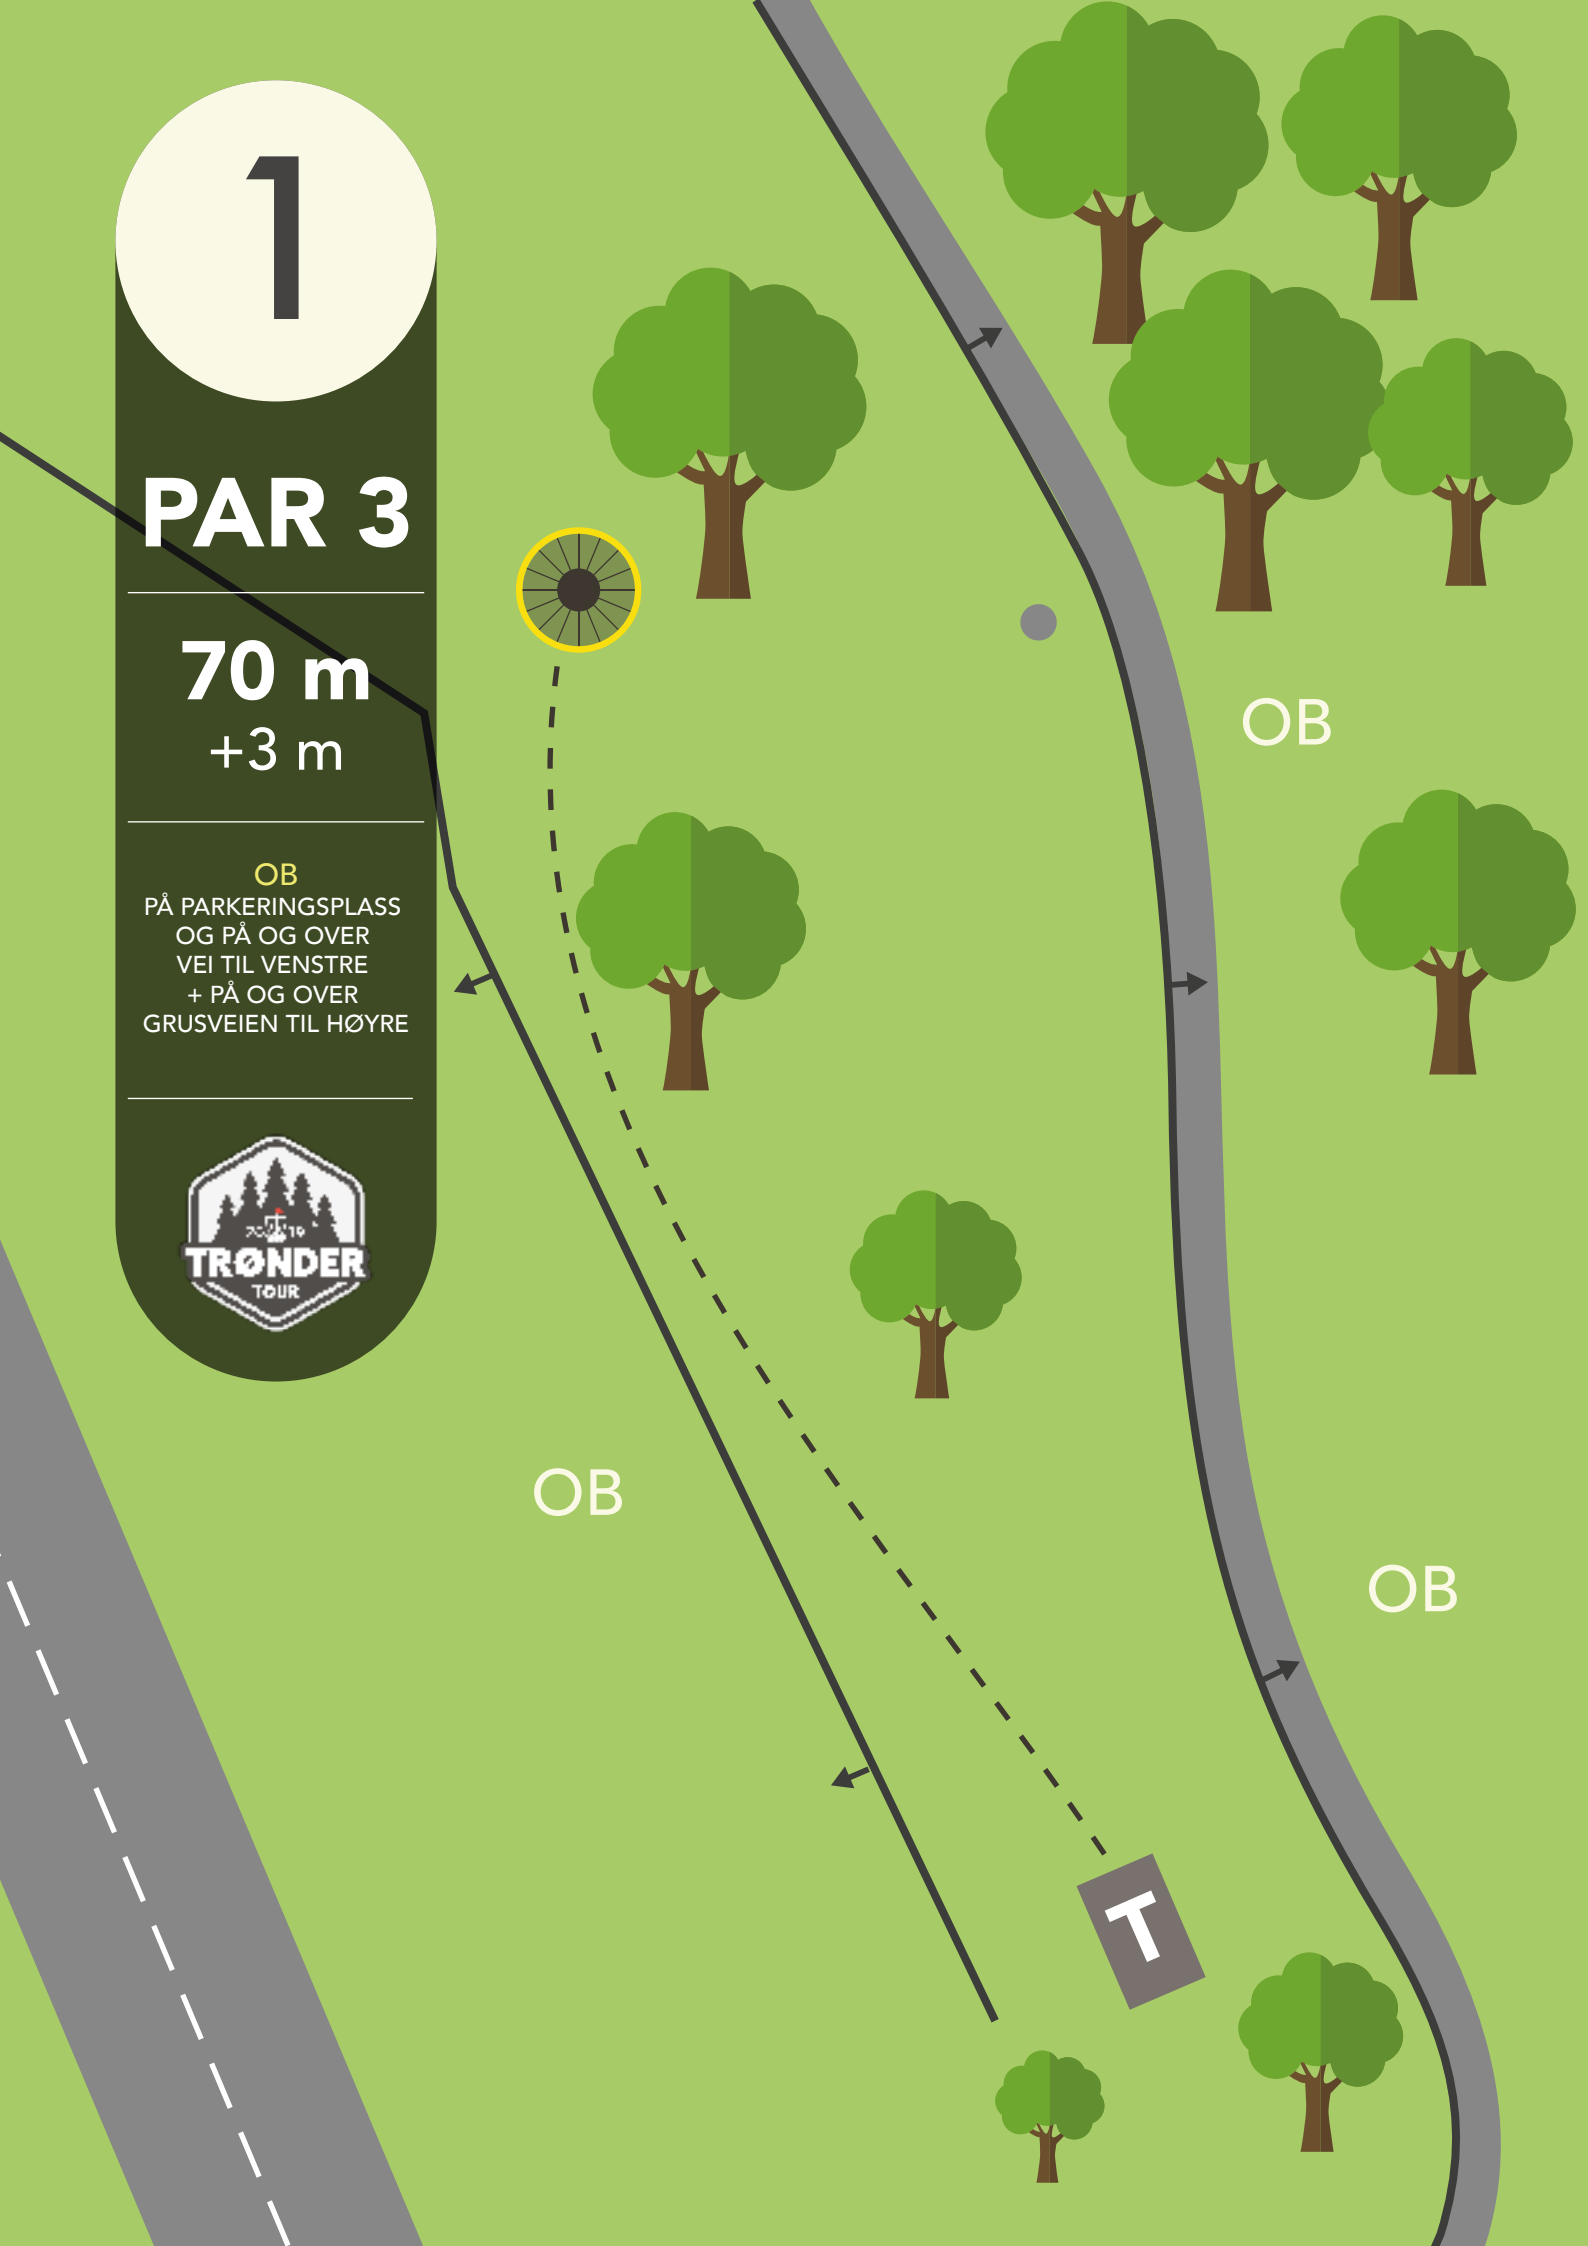 1
PAR 3
70 m
+3 m
OB
PÅ PARKERINGSPLASS
OG PÅ OG OVER
VEI TIL VENSTRE
+ PÅ OG OVER
GRUSVEIEN TIL HØYRE
TRØNDER
TOUR
OB
OB
OB
T